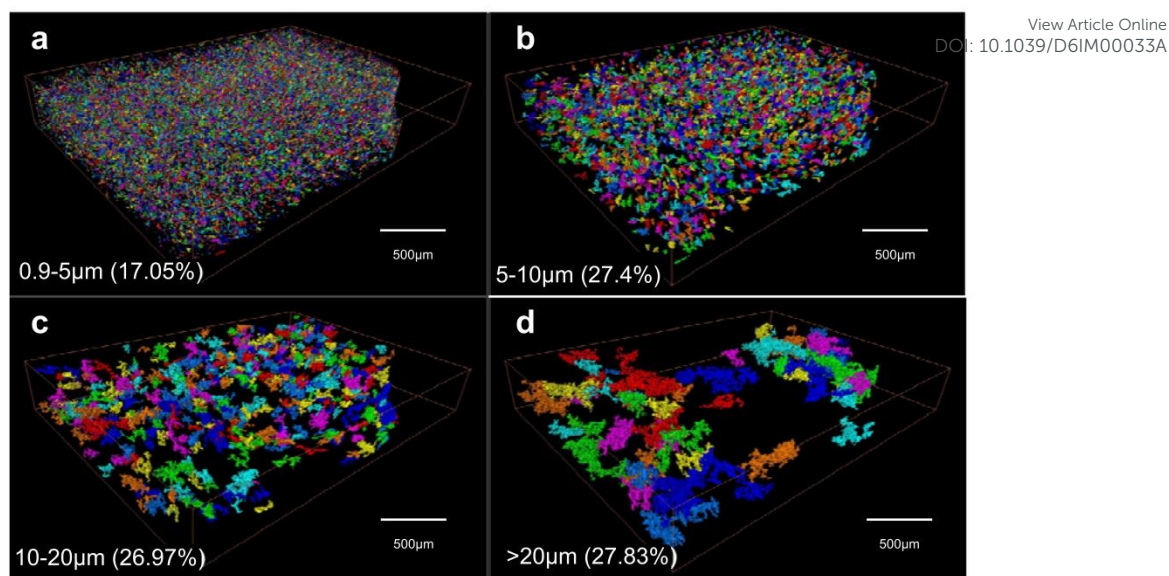 View Article Online
DOI: 10.1039/D6IM00033A
a
b
500µm
500µm
0.9-5µm (17.05%)
5-10µm (27.4%)
c
d
500µm
500µm
10-20µm (26.97%)
>20µm (27.83%)